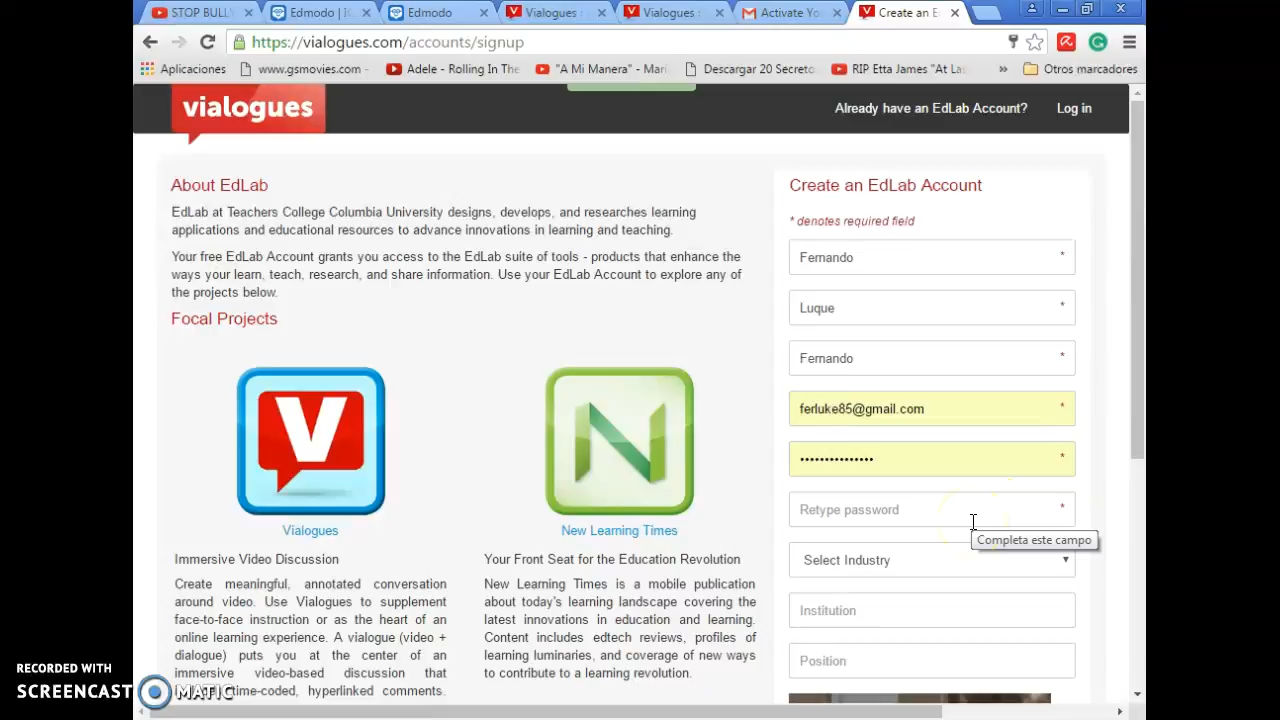 STOP BULL
Edmodo |
Edmodo
Vialogues :
Vialogues :
Activate Yo
Create an E
https://vialogues.com/accounts/signup
Aplicaciones
www.gsmovies.com -
Adele - Rolling In The
"A Mi Manera" - Mari
Descargar 20 Secreto
RIP Etta James "At La
»
Otros marcadores
vialogues
Already have an EdLab Account?
Log in
About EdLab
EdLab at Teachers College Columbia University designs, develops, and researches learning
applications and educational resources to advance innovations in learning and teaching.
Your free EdLab Account grants you access to the EdLab suite of tools - products that enhance the
ways your learn, teach, research, and share information. Use your EdLab Account to explore any of
the projects below.
Focal Projects
V
Vialogues
Immersive Video Discussion
Create meaningful, annotated conversation
around video. Use Vialogues to supplement
face-to-face instruction or as the heart of an
online learning experience. A vialogue (video +
dialogue) puts you at the center of an
immersive video-based discussion that
time-coded, hyperlinked comments.
N
New Learning Times
Your Front Seat for the Education Revolution
New Learning Times is a mobile publication
about today's learning landscape covering the
latest innovations in education and learning.
Content includes edtech reviews, profiles of
learning luminaries, and coverage of new ways
to contribute to a learning revolution.
Create an EdLab Account
* denotes required field
Fernando *
Luque *
Fernando *
ferluke85@gmail.com *
••••••••••••••• *
Retype password *
Completa este campo
Select Industry
Institution
Position
RECORDED WITH
SCREENCAST MATIC